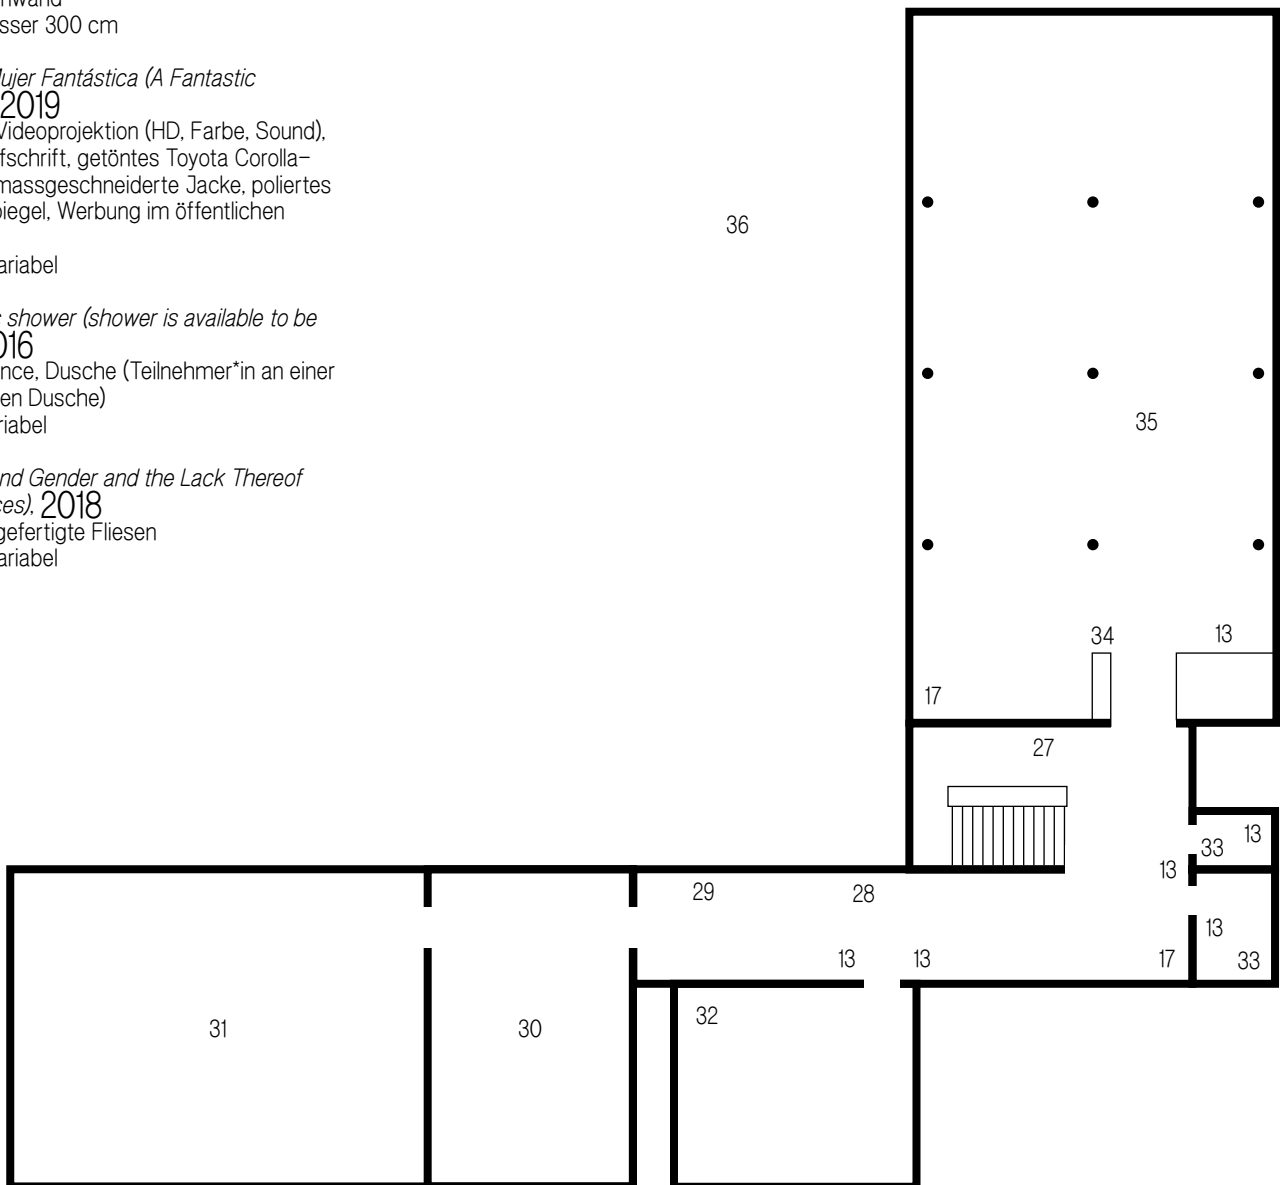 sser 300 cm
ujer Fantástica (A Fantastic
2019
Videoprojektion (HD, Farbe, Sound),
fschrift, getöntes Toyota Corolla–
massgeschneiderte Jacke, poliertes
piegel, Werbung im öffentlichen
ariabel
shower (shower is available to be
016
nce, Dusche (Teilnehmer*in an einer
en Dusche)
riabel
nd Gender and the Lack Thereof
ces), 2018
gefertigte Fliesen
ariabel
36
35
34
13
17
27
33
13
13
29
28
13
13
13
17
33
31
30
32